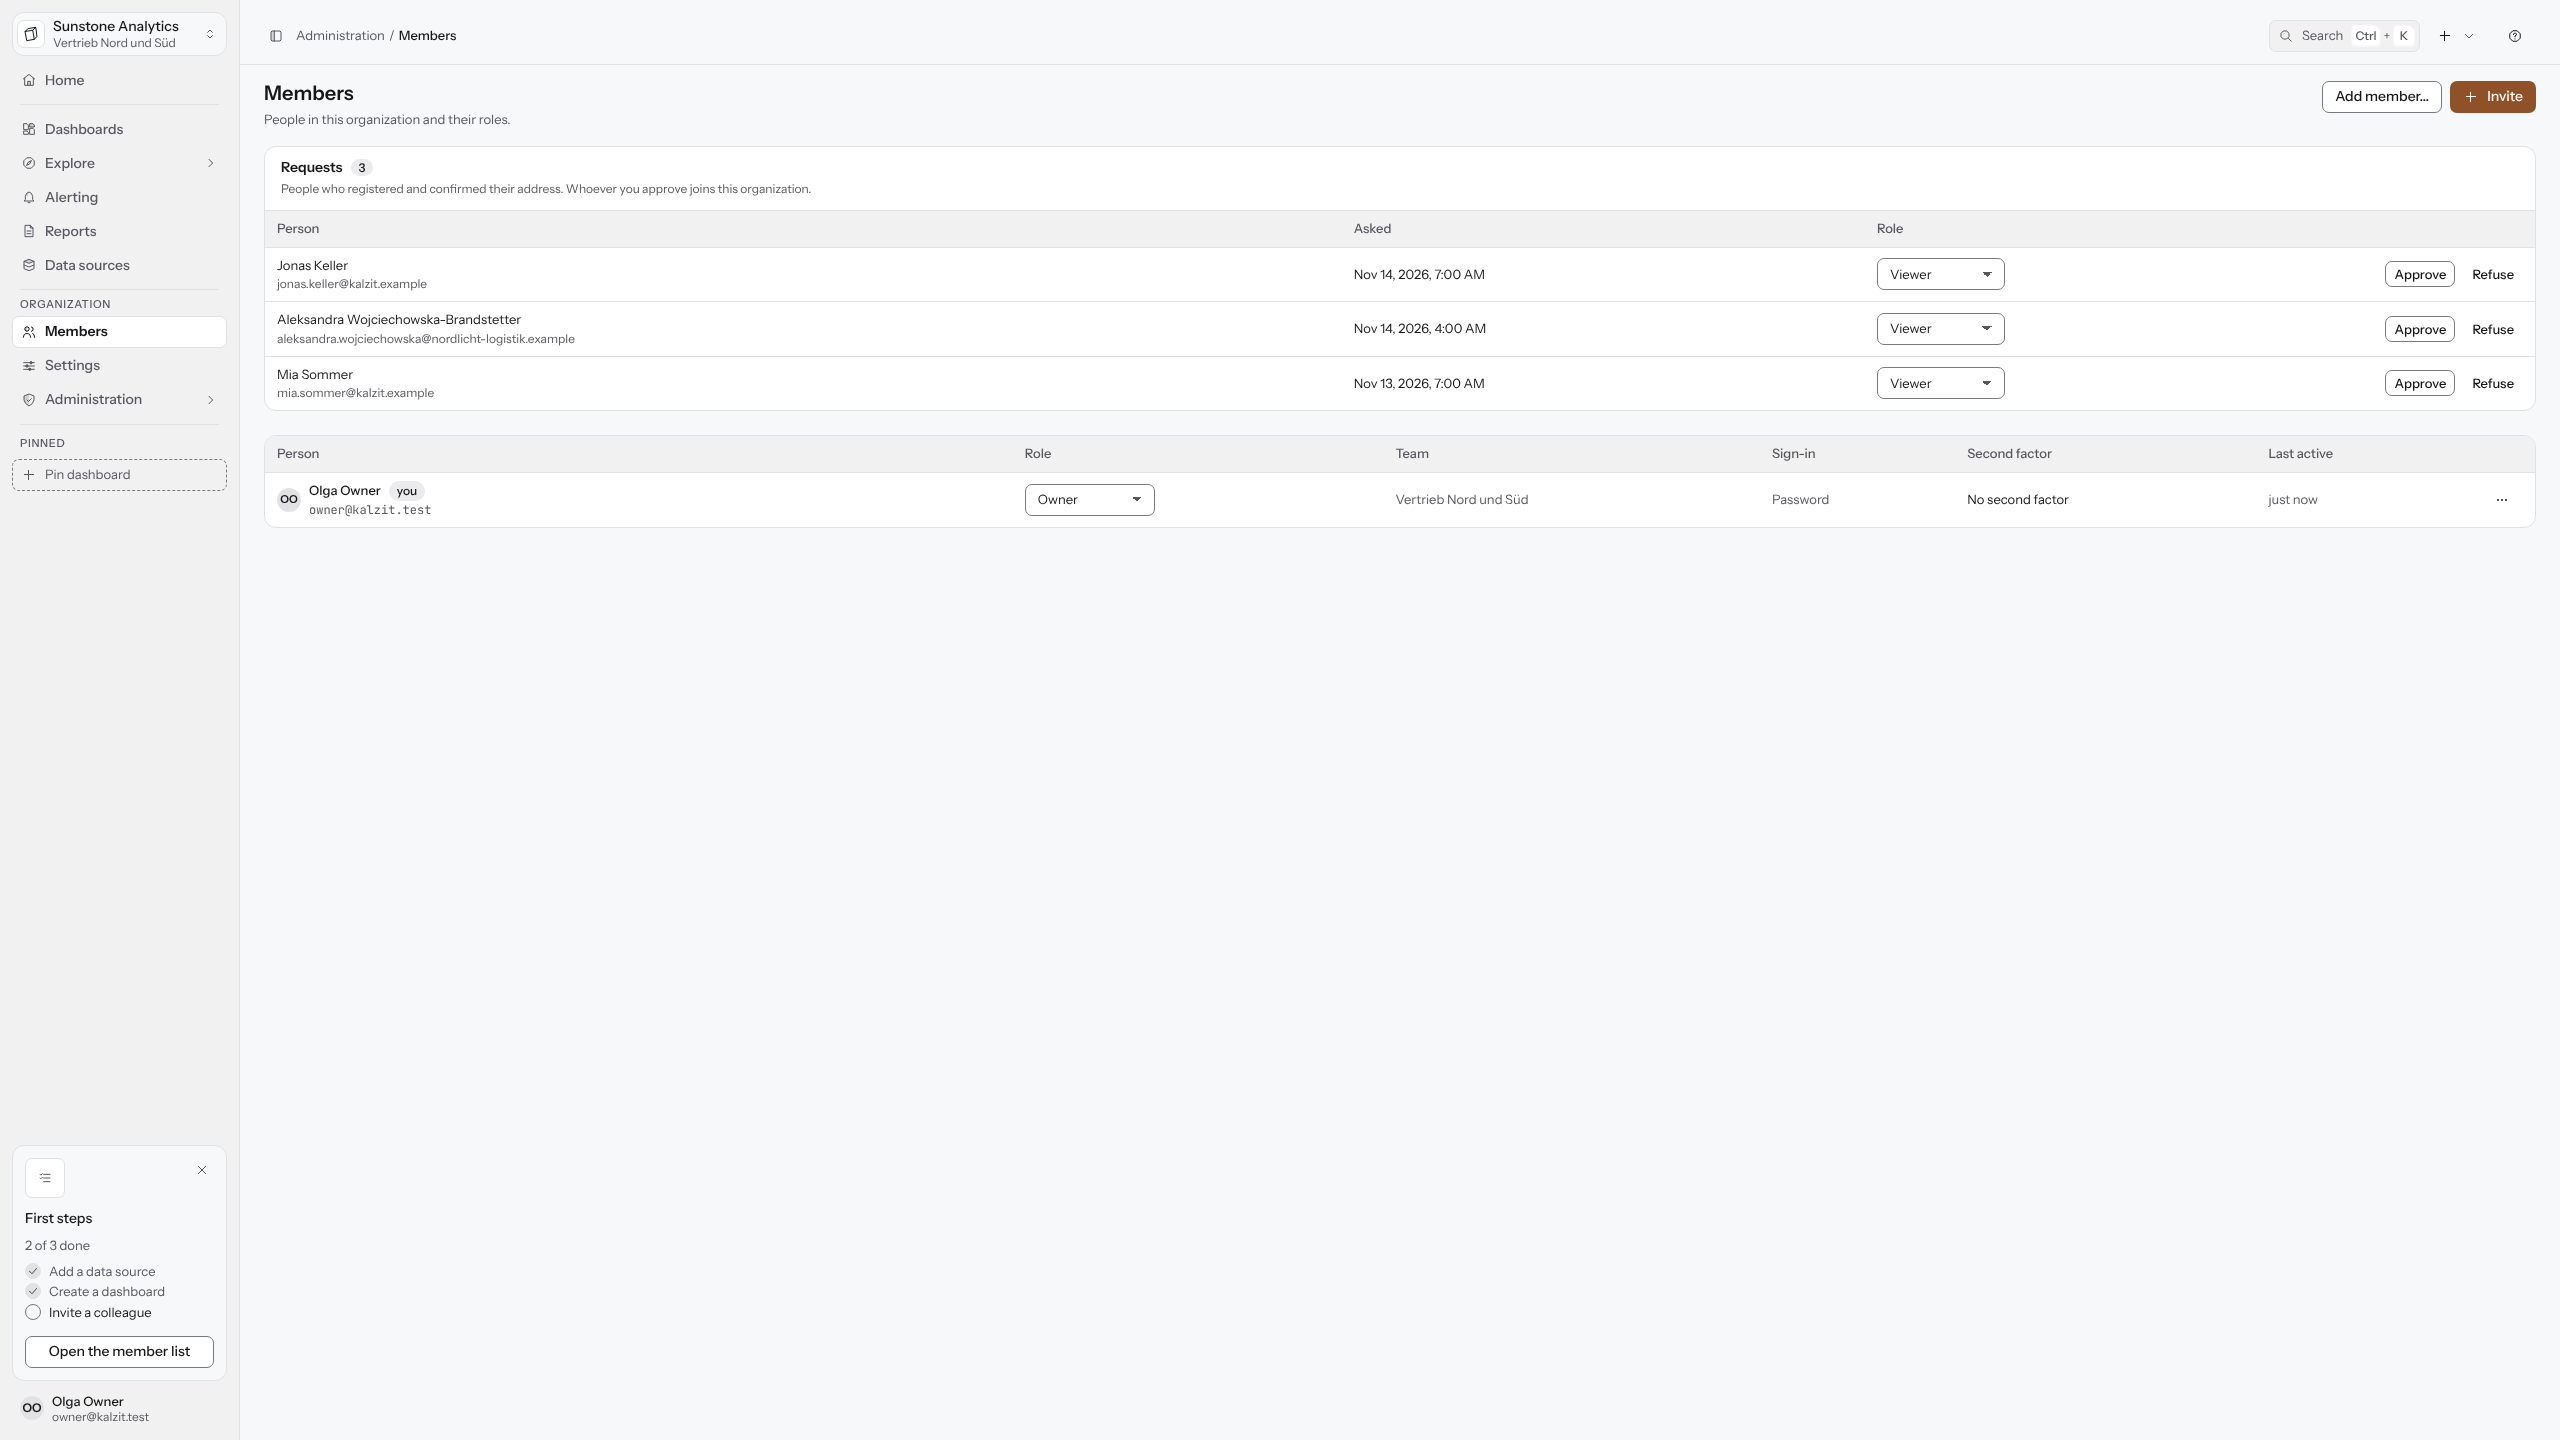 Sunstone Analytics
Vertrieb Nord und Süd
Home
Dashboards
Explore
Alerting
Reports
Data sources
ORGANIZATION
Members
Settings
Administration
PINNED
Pin dashboard
First steps
2 of 3 done
Add a data source
Create a dashboard
Invite a colleague
Open the member list
OO Olga Owner
owner@kalzit.test
Administration / Members
Search Ctrl + K
Members
People in this organization and their roles.
Add member... Invite
Requests 3
People who registered and confirmed their address. Whoever you approve joins this organization.
Person Asked Role
Jonas Keller
jonas.keller@kalzit.example
Nov 14, 2026, 7:00 AM Viewer Approve Refuse
Aleksandra Wojciechowska-Brandstetter
aleksandra.wojciechowska@nordlicht-logistik.example
Nov 14, 2026, 4:00 AM Viewer Approve Refuse
Mia Sommer
mia.sommer@kalzit.example
Nov 13, 2026, 7:00 AM Viewer Approve Refuse
Person Role Team Sign-in Second factor Last active
OO Olga Owner you
owner@kalzit.test
Owner Vertrieb Nord und Süd Password No second factor just now